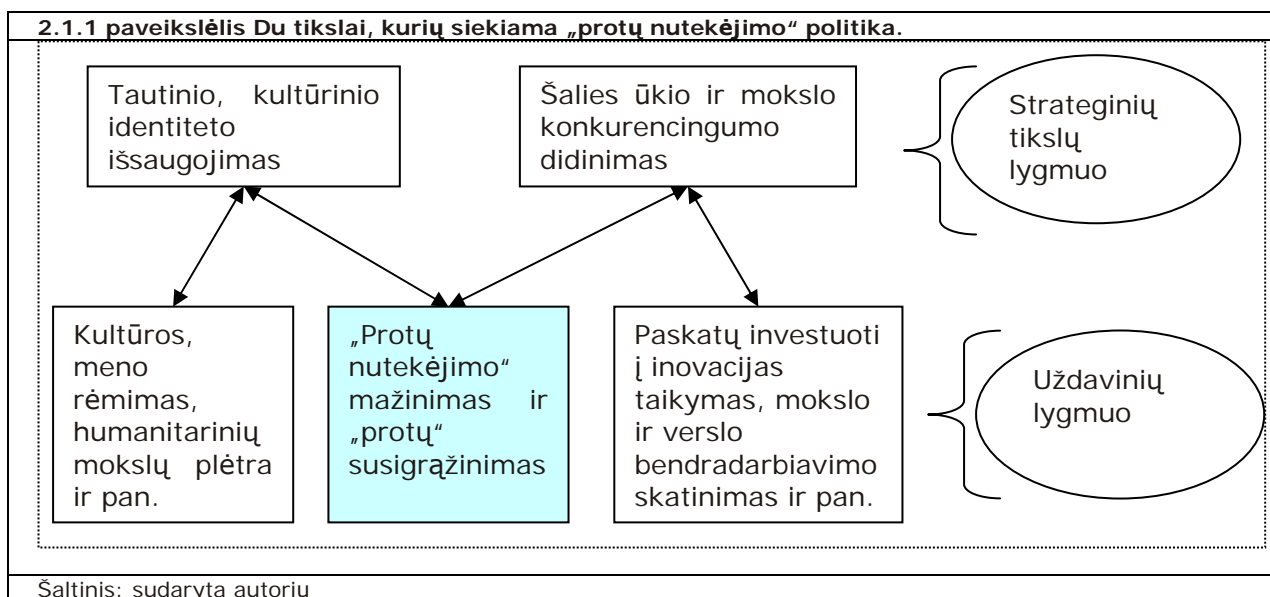 2.1.1 paveikslėlis Du tikslai, kurių siekiama „protų nutekėjimo“ politika.
Tautinio, kultūrinio
identiteto
išsaugojimas
Šalies ūkio ir mokslo
konkurencingumo
didinimas
Strateginių
tikslų
lygmuo
Kultūros,
meno
rėmimas,
humanitarinių
mokslų plėtra
ir pan.
„Protų
nutekėjimo“
mažinimas ir
„protų“
susigrąžinimas
Paskatų investuoti
į inovacijas
taikymas, mokslo
ir verslo
bendradarbiavimo
skatinimas ir pan.
Uždavinių
lygmuo
Šaltinis: sudaryta autorių